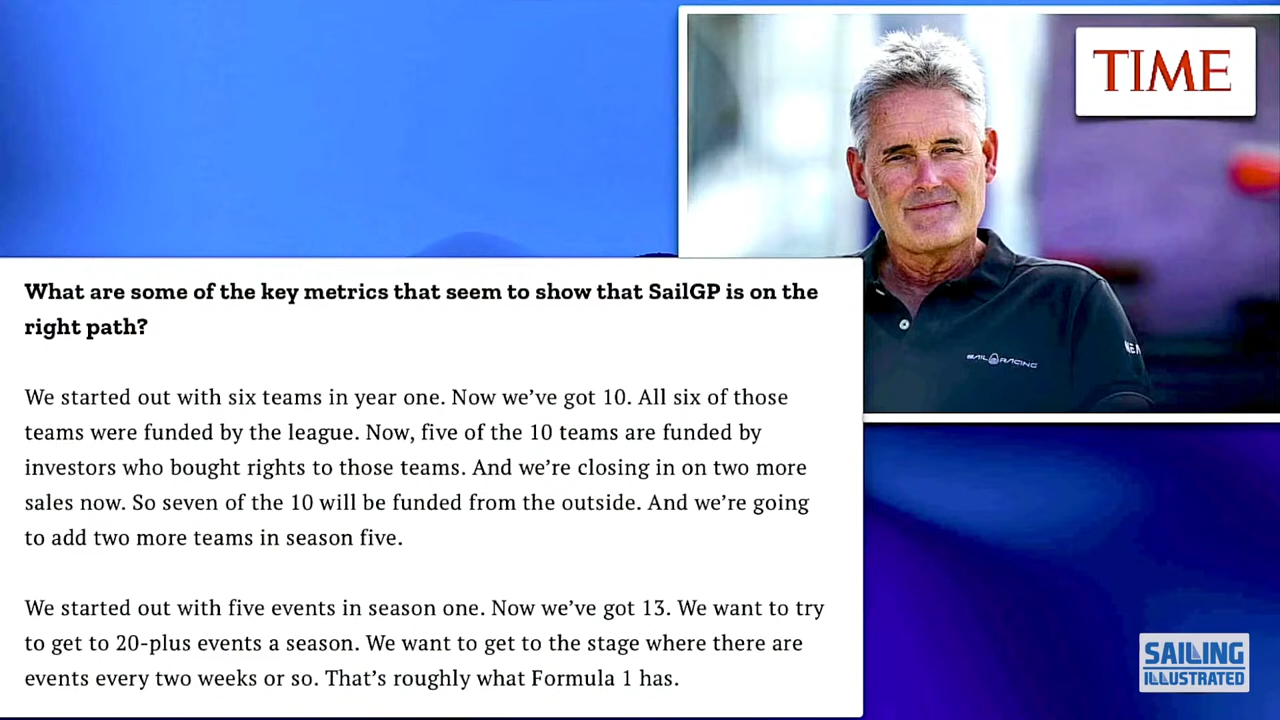 TIME
SAIL RACING
What are some of the key metrics that seem to show that SailGP is on the
right path?
We started out with six teams in year one. Now we’ve got 10. All six of those
teams were funded by the league. Now, five of the 10 teams are funded by
investors who bought rights to those teams. And we’re closing in on two more
sales now. So seven of the 10 will be funded from the outside. And we’re going
to add two more teams in season five.
We started out with five events in season one. Now we’ve got 13. We want to try
to get to 20-plus events a season. We want to get to the stage where there are
events every two weeks or so. That’s roughly what Formula 1 has.
SAILING
ILLUSTRATED